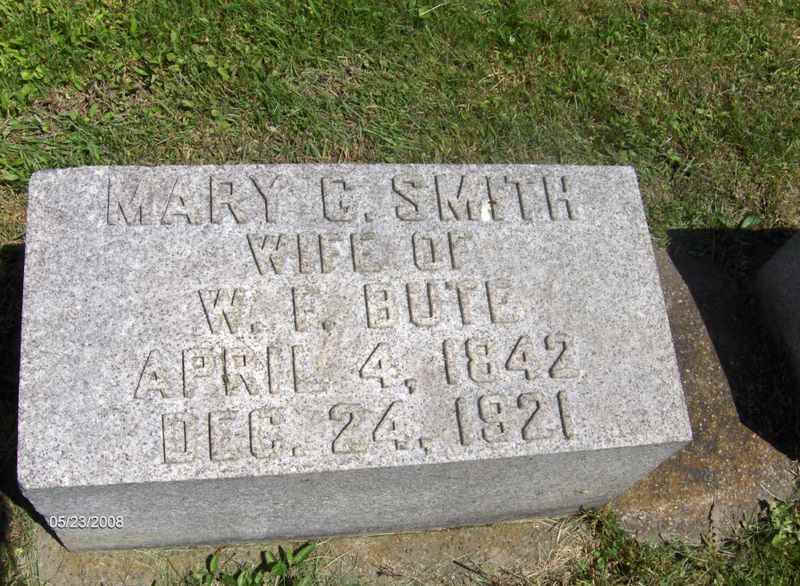 MARY C. SMITH
WIFE OF
W. F. BUTE
APRIL 4, 1842
DEC. 24, 1921
05/23/2008